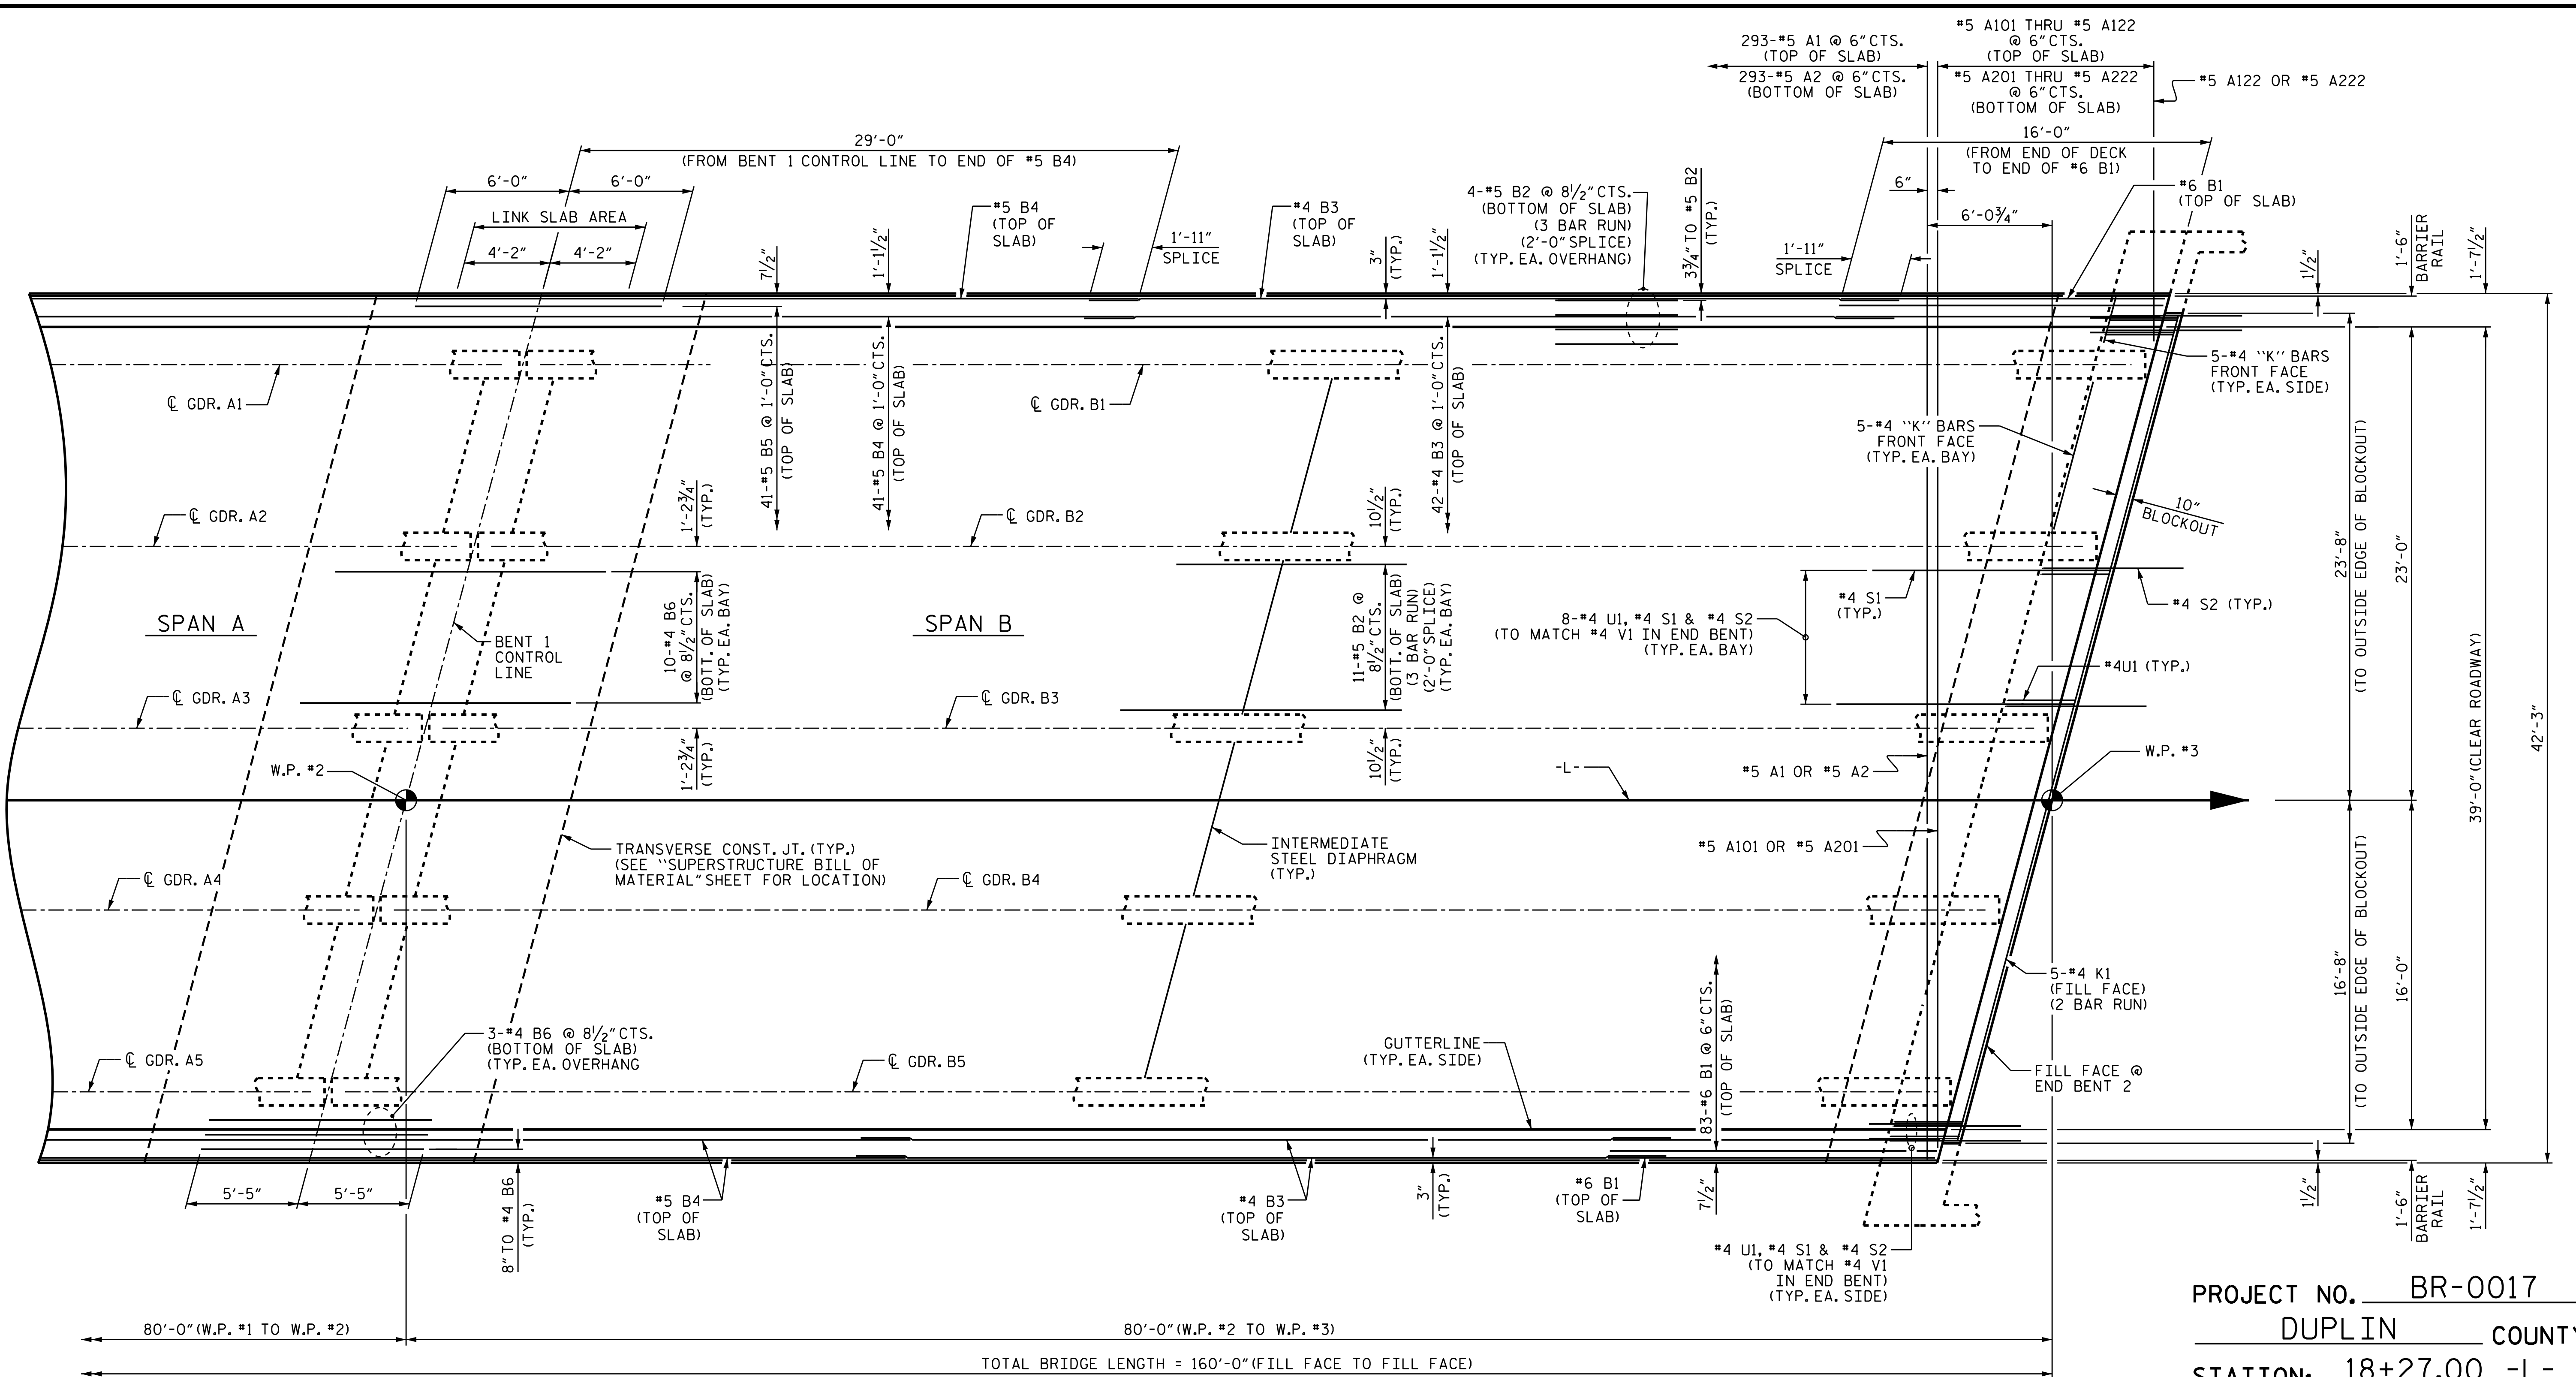 293-#5 A1 @ 6" CTS.
(TOP OF SLAB)
293-#5 A2 @ 6" CTS.
(BOTTOM OF SLAB)
#5 A101 THRU #5 A122
@ 6" CTS.
(TOP OF SLAB)
#5 A201 THRU #5 A222
@ 6" CTS.
(BOTTOM OF SLAB)
#5 A122 OR #5 A222
29'-0"
(FROM BENT 1 CONTROL LINE TO END OF #5 B4)
16'-0"
(FROM END OF DECK
TO END OF #6 B1)
6'-0"
6'-0"
LINK SLAB AREA
4'-2"
4'-2"
#5 B4
(TOP OF
SLAB)
1'-11"
SPLICE
#4 B3
(TOP OF
SLAB)
4-#5 B2 @ 8½" CTS.
(BOTTOM OF SLAB)
(3 BAR RUN)
(2'-0" SPLICE)
(TYP. EA. OVERHANG)
3¾" TO #5 B2
(TYP.)
1'-11"
SPLICE
6"
6'-0¾"
#6 B1
(TOP OF SLAB)
7½"
1'-1½"
3"
(TYP.)
1'-1½"
1½"
1'-6"
BARRIER
RAIL
1'-7½"
℄ GDR. A1
℄ GDR. B1
41-#5 B5 @ 1'-0" CTS.
(TOP OF SLAB)
41-#5 B4 @ 1'-0" CTS.
(TOP OF SLAB)
42-#4 B3 @ 1'-0" CTS.
(TOP OF SLAB)
5-#4 ``K'' BARS
FRONT FACE
(TYP. EA. SIDE)
5-#4 ``K'' BARS
FRONT FACE
(TYP. EA. BAY)
10"
BLOCKOUT
℄ GDR. A2
℄ GDR. B2
1'-2¾"
(TYP.)
10½"
(TYP.)
SPAN A
SPAN B
BENT 1
CONTROL
LINE
10-#4 B6
@ 8½" CTS.
(BOTT. OF SLAB)
(TYP. EA. BAY)
11-#5 B2 @
8½" CTS.
(BOTT. OF SLAB)
(3 BAR RUN)
(2'-0" SPLICE)
(TYP. EA. BAY)
8-#4 U1, #4 S1 & #4 S2
(TO MATCH #4 V1 IN END BENT)
(TYP. EA. BAY)
#4 S1
(TYP.)
#4 S2 (TYP.)
#4U1 (TYP.)
23'-8"
(TO OUTSIDE EDGE OF BLOCKOUT)
23'-0"
39'-0" (CLEAR ROADWAY)
42'-3"
℄ GDR. A3
℄ GDR. B3
1'-2¾"
(TYP.)
10½"
(TYP.)
W.P. #2
-L-
#5 A1 OR #5 A2
W.P. #3
TRANSVERSE CONST. JT. (TYP.)
(SEE ``SUPERSTRUCTURE BILL OF
MATERIAL" SHEET FOR LOCATION)
INTERMEDIATE
STEEL DIAPHRAGM
(TYP.)
#5 A101 OR #5 A201
℄ GDR. A4
℄ GDR. B4
16'-8"
(TO OUTSIDE EDGE OF BLOCKOUT)
16'-0"
5-#4 K1
(FILL FACE)
(2 BAR RUN)
3-#4 B6 @ 8½" CTS.
(BOTTOM OF SLAB)
(TYP. EA. OVERHANG
℄ GDR. A5
℄ GDR. B5
GUTTERLINE
(TYP. EA. SIDE)
83-#6 B1 @ 6" CTS.
(TOP OF SLAB)
FILL FACE @
END BENT 2
5'-5"
5'-5"
8" TO #4 B6
(TYP.)
#5 B4
(TOP OF
SLAB)
#4 B3
(TOP OF
SLAB)
3"
(TYP.)
#6 B1
(TOP OF
SLAB)
7½"
1½"
1'-6"
BARRIER
RAIL
1'-7½"
#4 U1, #4 S1 & #4 S2
(TO MATCH #4 V1
IN END BENT)
(TYP. EA. SIDE)
80'-0" (W.P. #1 TO W.P. #2)
80'-0" (W.P. #2 TO W.P. #3)
TOTAL BRIDGE LENGTH = 160'-0" (FILL FACE TO FILL FACE)
PROJECT NO. BR-0017
DUPLIN COUNTY
STATION: 18+27.00 -L-